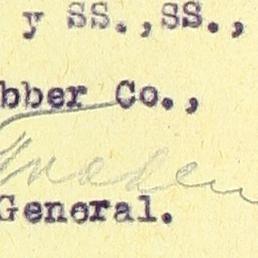 y SS.,SS.,
bber Co.,
General.